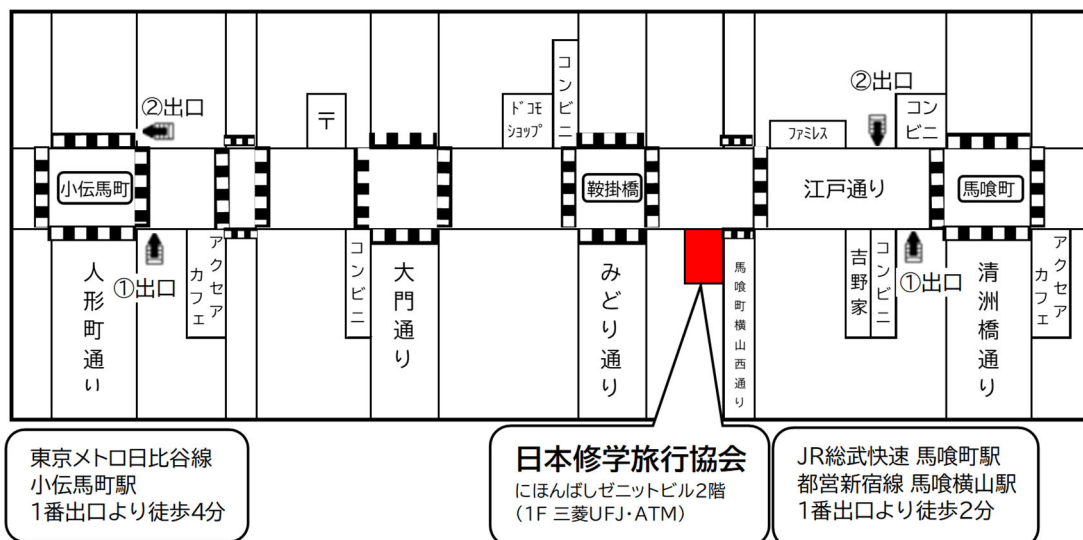 ②出口
〒
ドコモ
ショップ
コンビニ
ファミレス
②出口
コン
ビニ
小伝馬町
鞍掛橋
江戸通り
馬喰町
①出口
人形町通り
アクセア
カフェ
コンビニ
大門通り
みどり通り
馬喰町横山西通り
吉野家
コンビニ
①出口
清洲橋通り
アクセア
カフェ
東京メトロ日比谷線
小伝馬町駅
1番出口より徒歩4分
日本修学旅行協会
にほんばしゼニットビル2階
(1F 三菱UFJ・ATM)
JR総武快速 馬喰町駅
都営新宿線 馬喰横山駅
1番出口より徒歩2分